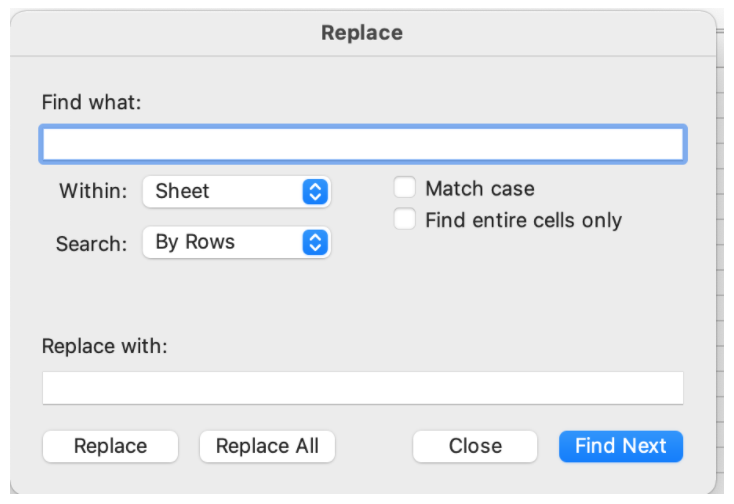 Replace
Find what:
Within: Sheet
Match case
Find entire cells only
Search: By Rows
Replace with:
Replace Replace All Close Find Next